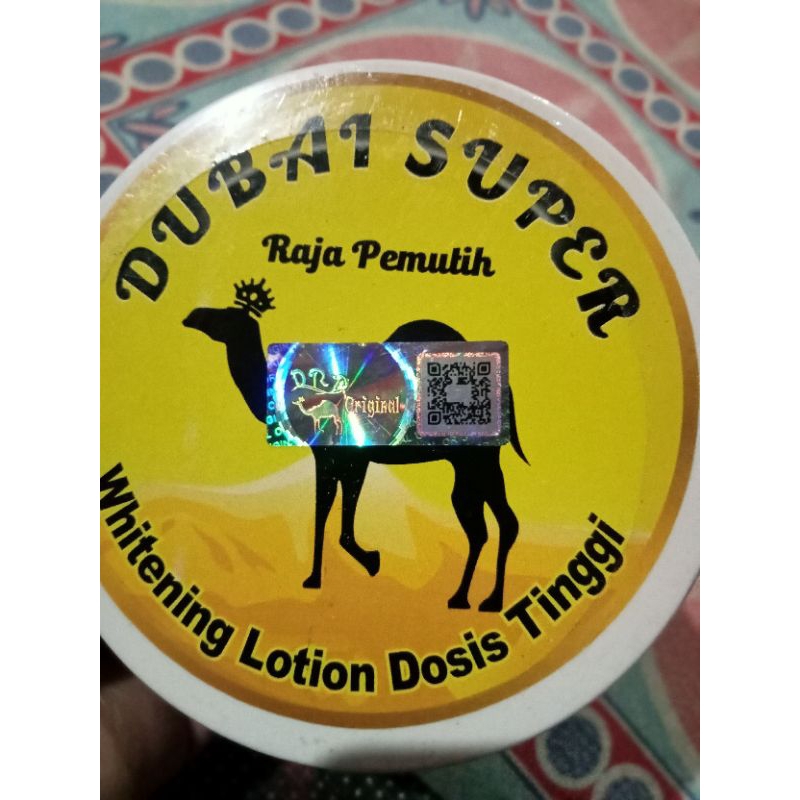 DUBAI SUPER
Raja Pemutih
Original
Whitening Lotion Dosis Tinggi